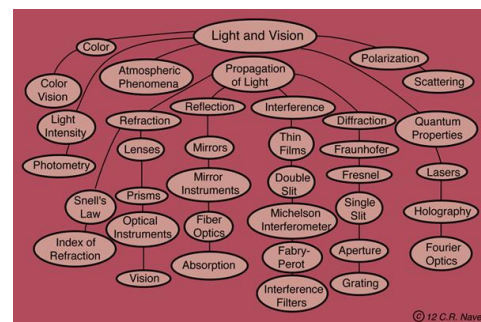 Light and Vision
Color
Polarization
Color
Vision
Atmospheric
Phenomena
Propagation
of Light
Scattering
Light
Intensity
Refraction
Reflection
Interference
Diffraction
Quantum
Properties
Photometry
Lenses
Mirrors
Thin
Films
Fraunhofer
Lasers
Snell's
Law
Prisms
Mirror
Instruments
Double
Slit
Fresnel
Holography
Index of
Refraction
Optical
Instruments
Fiber
Optics
Michelson
Interferometer
Single
Slit
Fourier
Optics
Vision
Absorption
Fabry-
Perot
Aperture
Interference
Filters
Grating
© 12 C.R. Nave